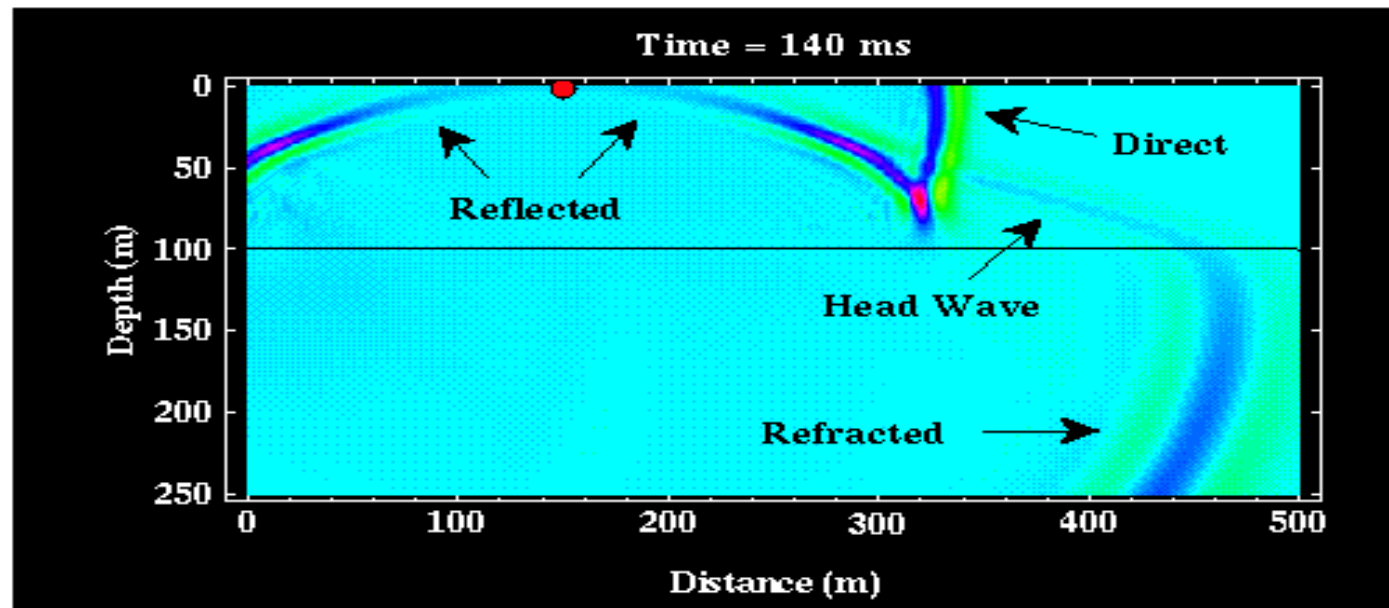 Time = 140 ms
0
50
100
150
200
250
Depth (m)
Reflected
Direct
Head Wave
Refracted
0 100 200 300 400 500
Distance (m)